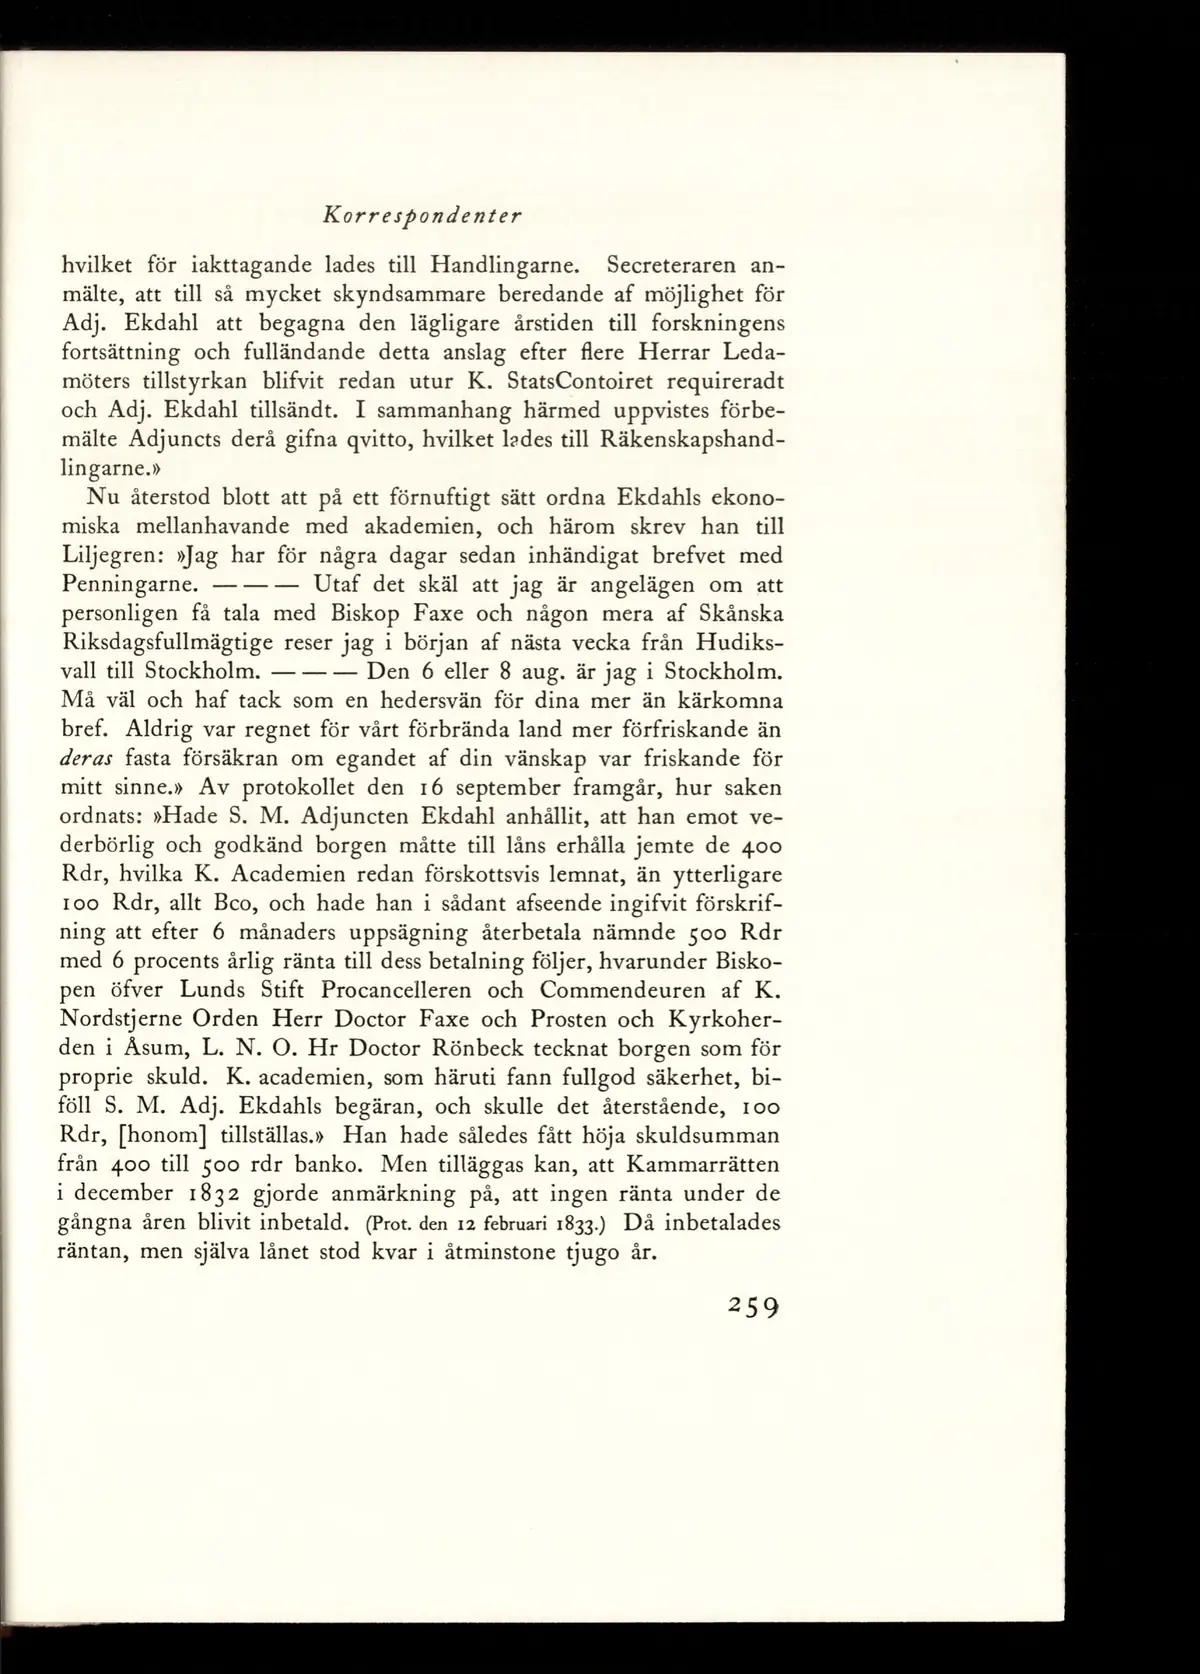 Korrespondenter
hvilket för iakttagande lades till Handlingarne. Secreteraren an-
mälte, att till så mycket skyndsammare beredande af möjlighet för
Adj. Ekdahl att begagna den lägligare årstiden till forskningens
fortsättning och fulländande detta anslag efter flere Herrar Leda-
möters tillstyrkan blifvit redan utur K. StatsContoiret requireradt
och Adj. Ekdahl tillsändt. I sammanhang härmed uppvistes förbe-
mälte Adjuncts derå gifna qvitto, hvilket lades till Räkenskapshand-
lingarne.»
Nu återstod blott att på ett förnuftigt sätt ordna Ekdahls ekono-
miska mellanhavande med akademien, och härom skrev han till
Liljegren: »Jag har för några dagar sedan inhändigat brefvet med
Penningarne. — — — Utaf det skäl att jag är angelägen om att
personligen få tala med Biskop Faxe och någon mera af Skånska
Riksdagsfullmägtige reser jag i början af nästa vecka från Hudiks-
vall till Stockholm. — — — Den 6 eller 8 aug. är jag i Stockholm.
Må väl och haf tack som en hedersvän för dina mer än kärkomna
bref. Aldrig var regnet för vårt förbrända land mer förfriskande än
deras fasta försäkran om egandet af din vänskap var friskande för
mitt sinne.» Av protokollet den 16 september framgår, hur saken
ordnats: »Hade S. M. Adjuncten Ekdahl anhållit, att han emot ve-
derbörlig och godkänd borgen måtte till låns erhålla jemte de 400
Rdr, hvilka K. Academien redan förskottsvis lemnat, än ytterligare
100 Rdr, allt Bco, och hade han i sådant afseende ingifvit förskrif-
ning att efter 6 månaders uppsägning återbetala nämnde 500 Rdr
med 6 procents årlig ränta till dess betalning följer, hvarunder Bisko-
pen öfver Lunds Stift Procancelleren och Commendeuren af K.
Nordstjerne Orden Herr Doctor Faxe och Prosten och Kyrkoher-
den i Åsum, L. N. O. Hr Doctor Rönbeck tecknat borgen som för
proprie skuld. K. academien, som häruti fann fullgod säkerhet, bi-
föll S. M. Adj. Ekdahls begäran, och skulle det återstående, 100
Rdr, [honom] tillställas.» Han hade således fått höja skuldsumman
från 400 till 500 rdr banko. Men tilläggas kan, att Kammarrätten
i december 1832 gjorde anmärkning på, att ingen ränta under de
gångna åren blivit inbetald. (Prot. den 12 februari 1833.) Då inbetalades
räntan, men själva lånet stod kvar i åtminstone tjugo år.
259